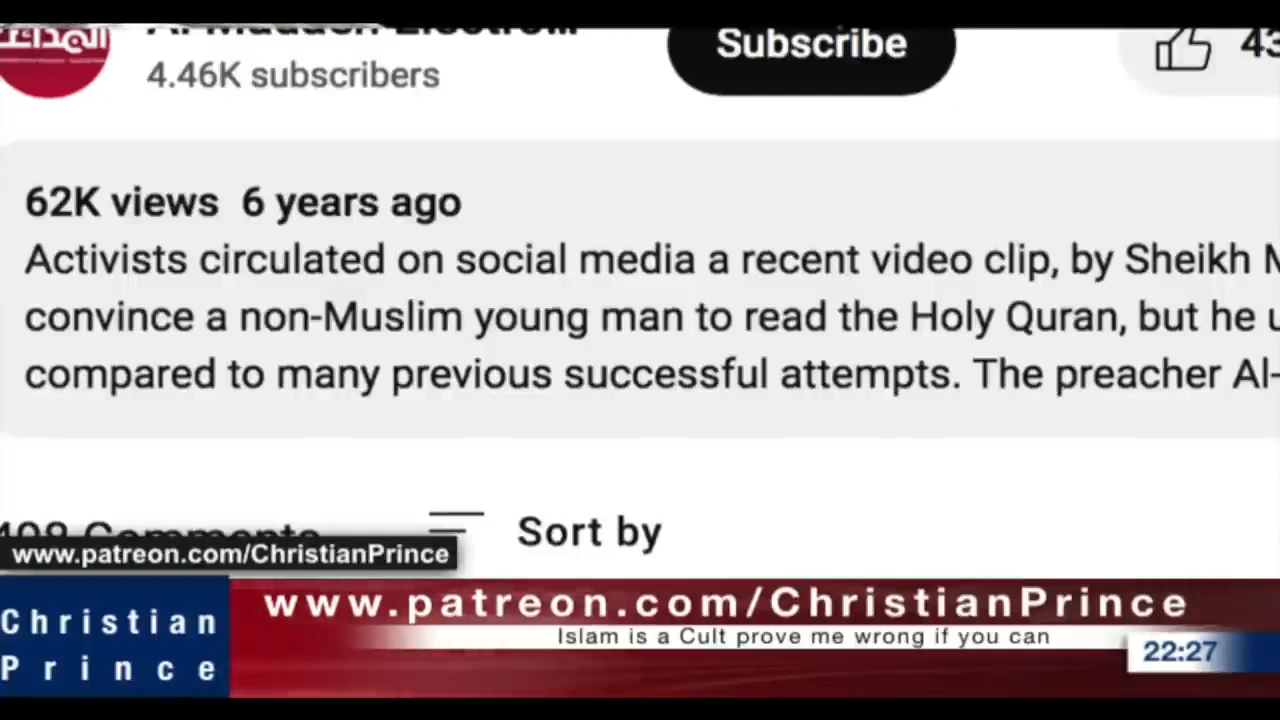 4.46K subscribers
Subscribe
43
62K views 6 years ago
Activists circulated on social media a recent video clip, by Sheikh M
convince a non-Muslim young man to read the Holy Quran, but he u
compared to many previous successful attempts. The preacher Al-
Comments
Sort by
www.patreon.com/ChristianPrince
Christian
Prince
www.patreon.com/ChristianPrince
Islam is a Cult prove me wrong if you can
22:27